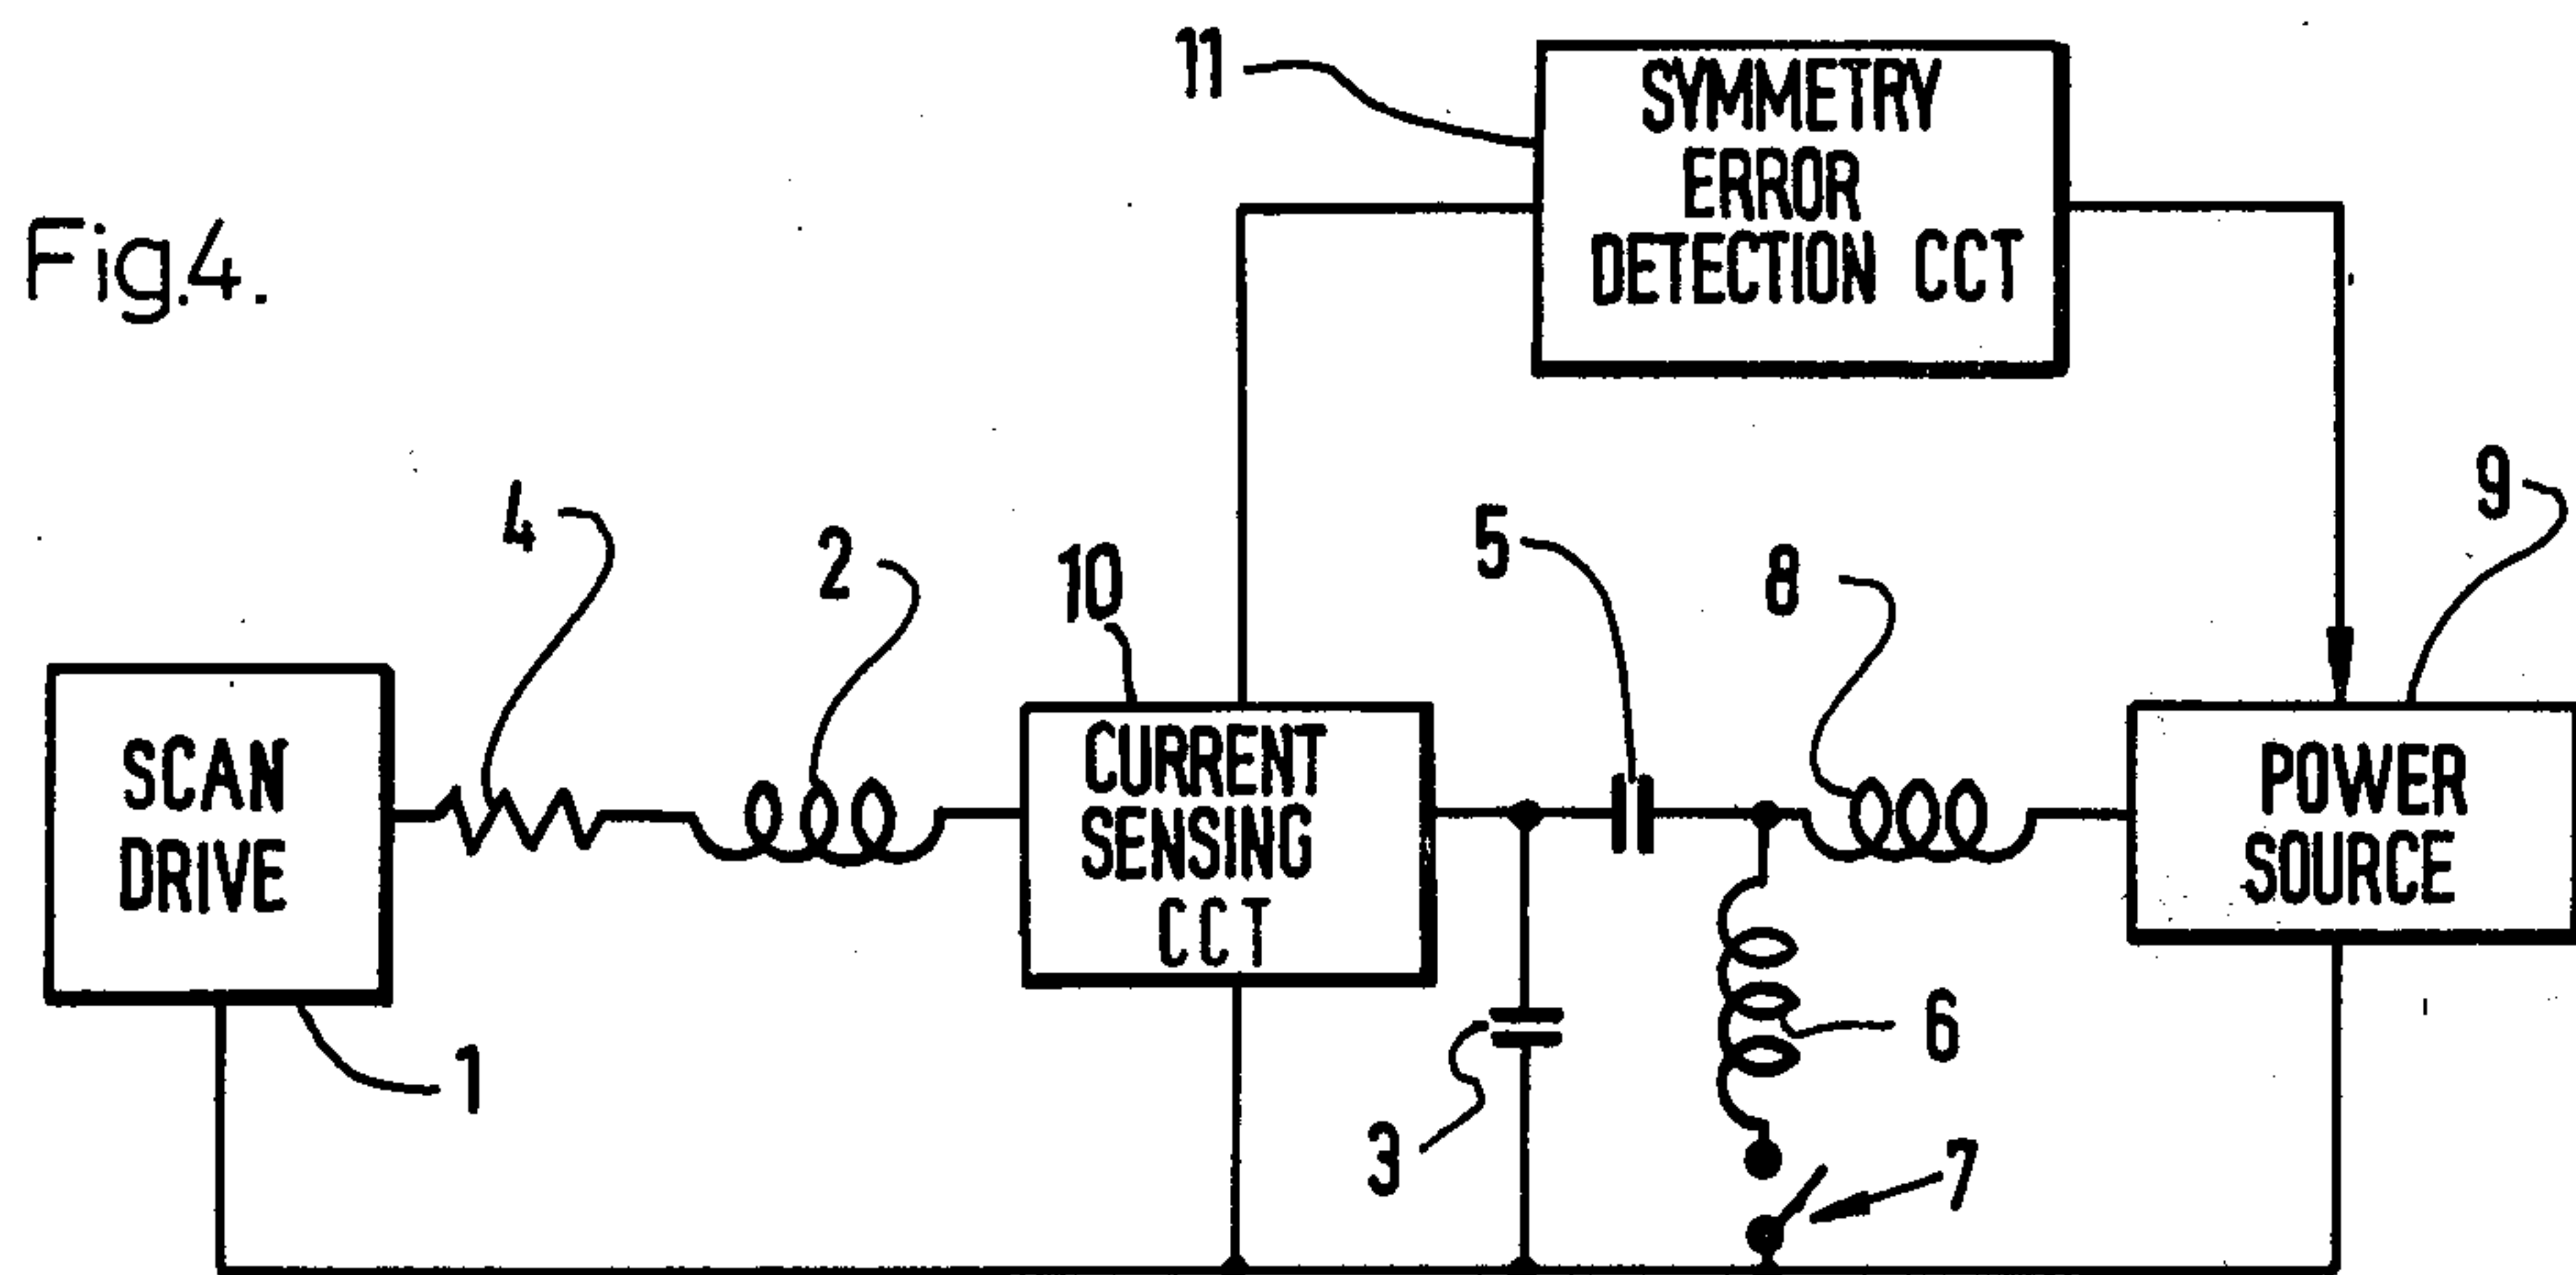 11
SYMMETRY
ERROR
DETECTION CCT
Fig.4.
4
2
10
5
8
9
SCAN
DRIVE
CURRENT
SENSING
CCT
POWER
SOURCE
1
3
6
7